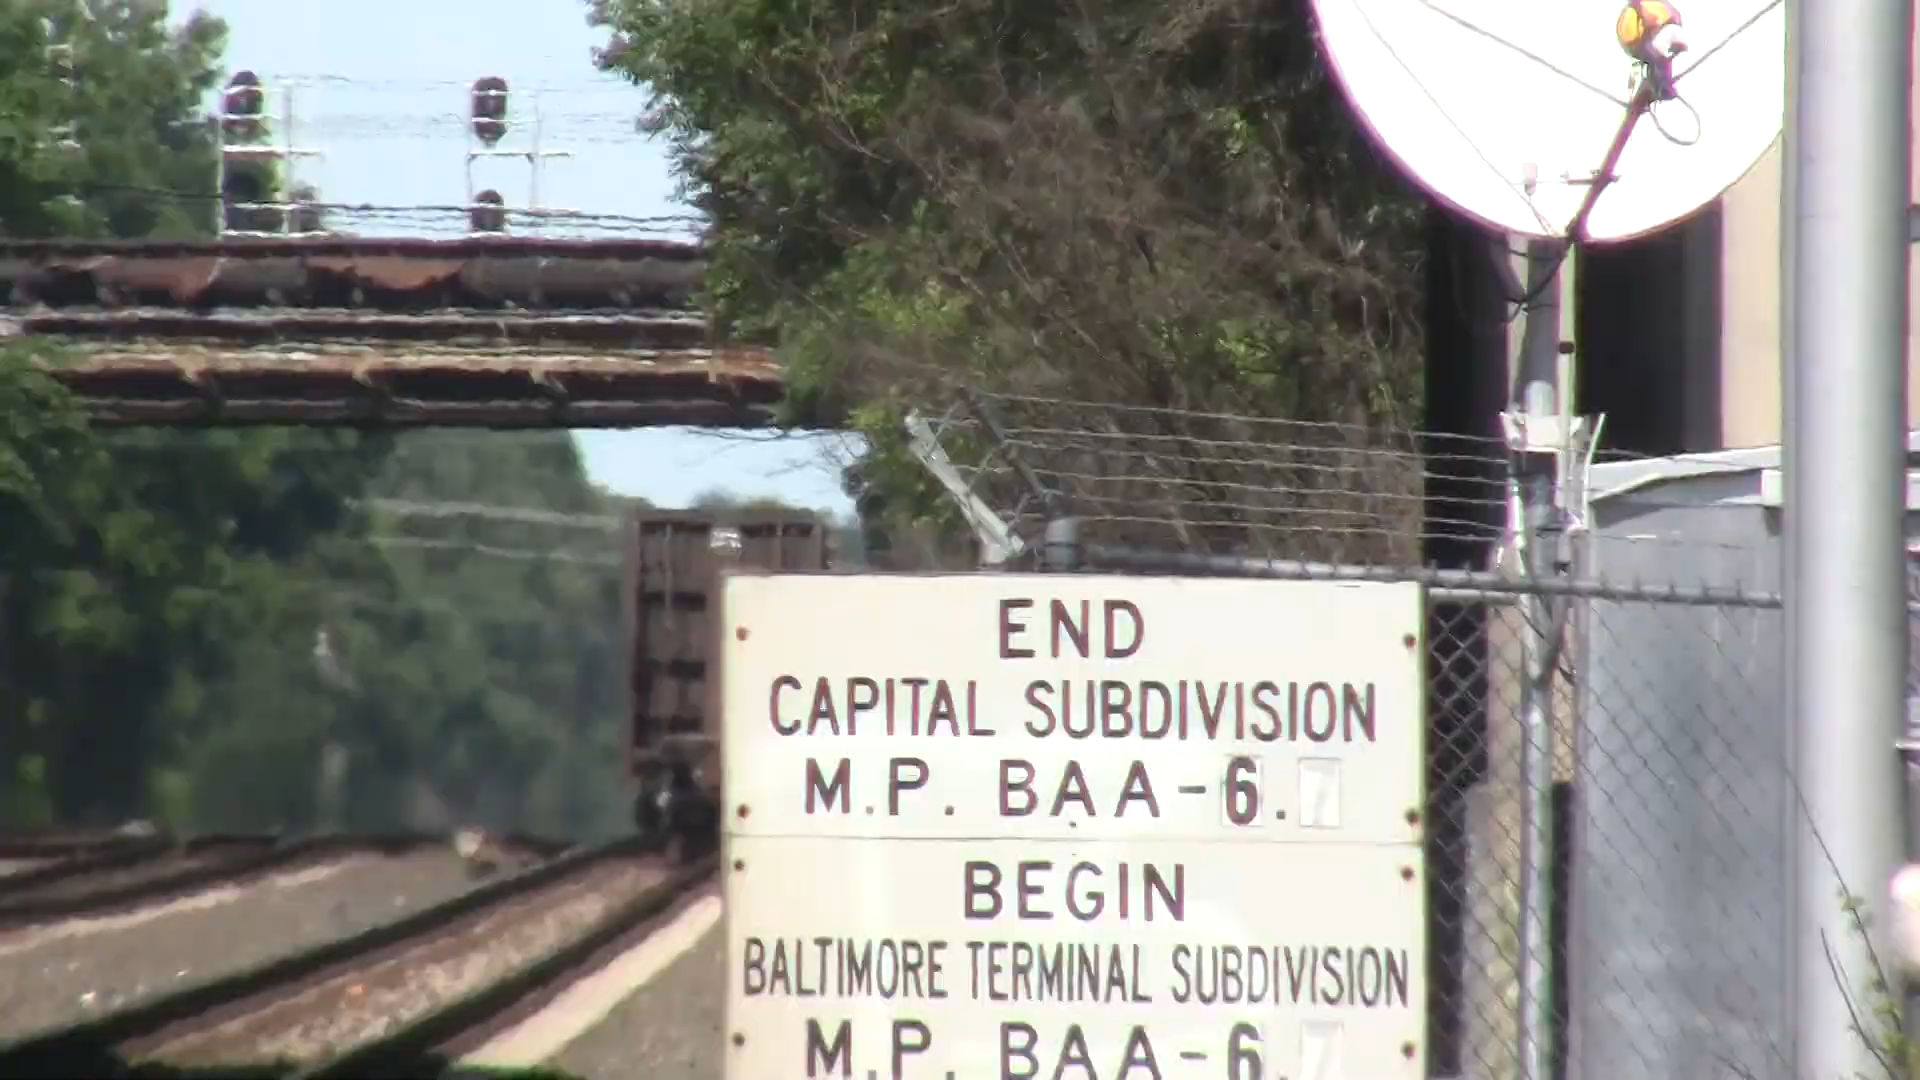 END
CAPITAL SUBDIVISION
M.P. BAA-6.7
BEGIN
BALTIMORE TERMINAL SUBDIVISION
M.P. BAA-6.7